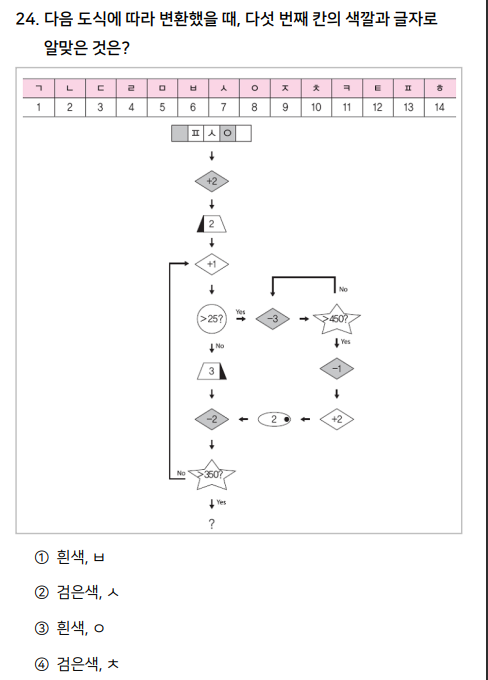 24. 다음 도식에 따라 변환했을 때, 다섯 번째 칸의 색깔과 글자로
알맞은 것은?
ㄱ ㄴ ㄷ ㄹ ㅁ ㅂ ㅅ ㅇ ㅈ ㅊ ㅋ ㅌ ㅍ ㅎ
1 2 3 4 5 6 7 8 9 10 11 12 13 14
ㅍ ㅅ ㅇ
+2
2
+1
No
>25? Yes -3 >450?
No Yes
3 -1
-2 2 +2
No >350?
Yes
?
① 흰색, ㅂ
② 검은색, ㅅ
③ 흰색, ㅇ
④ 검은색, ㅊ